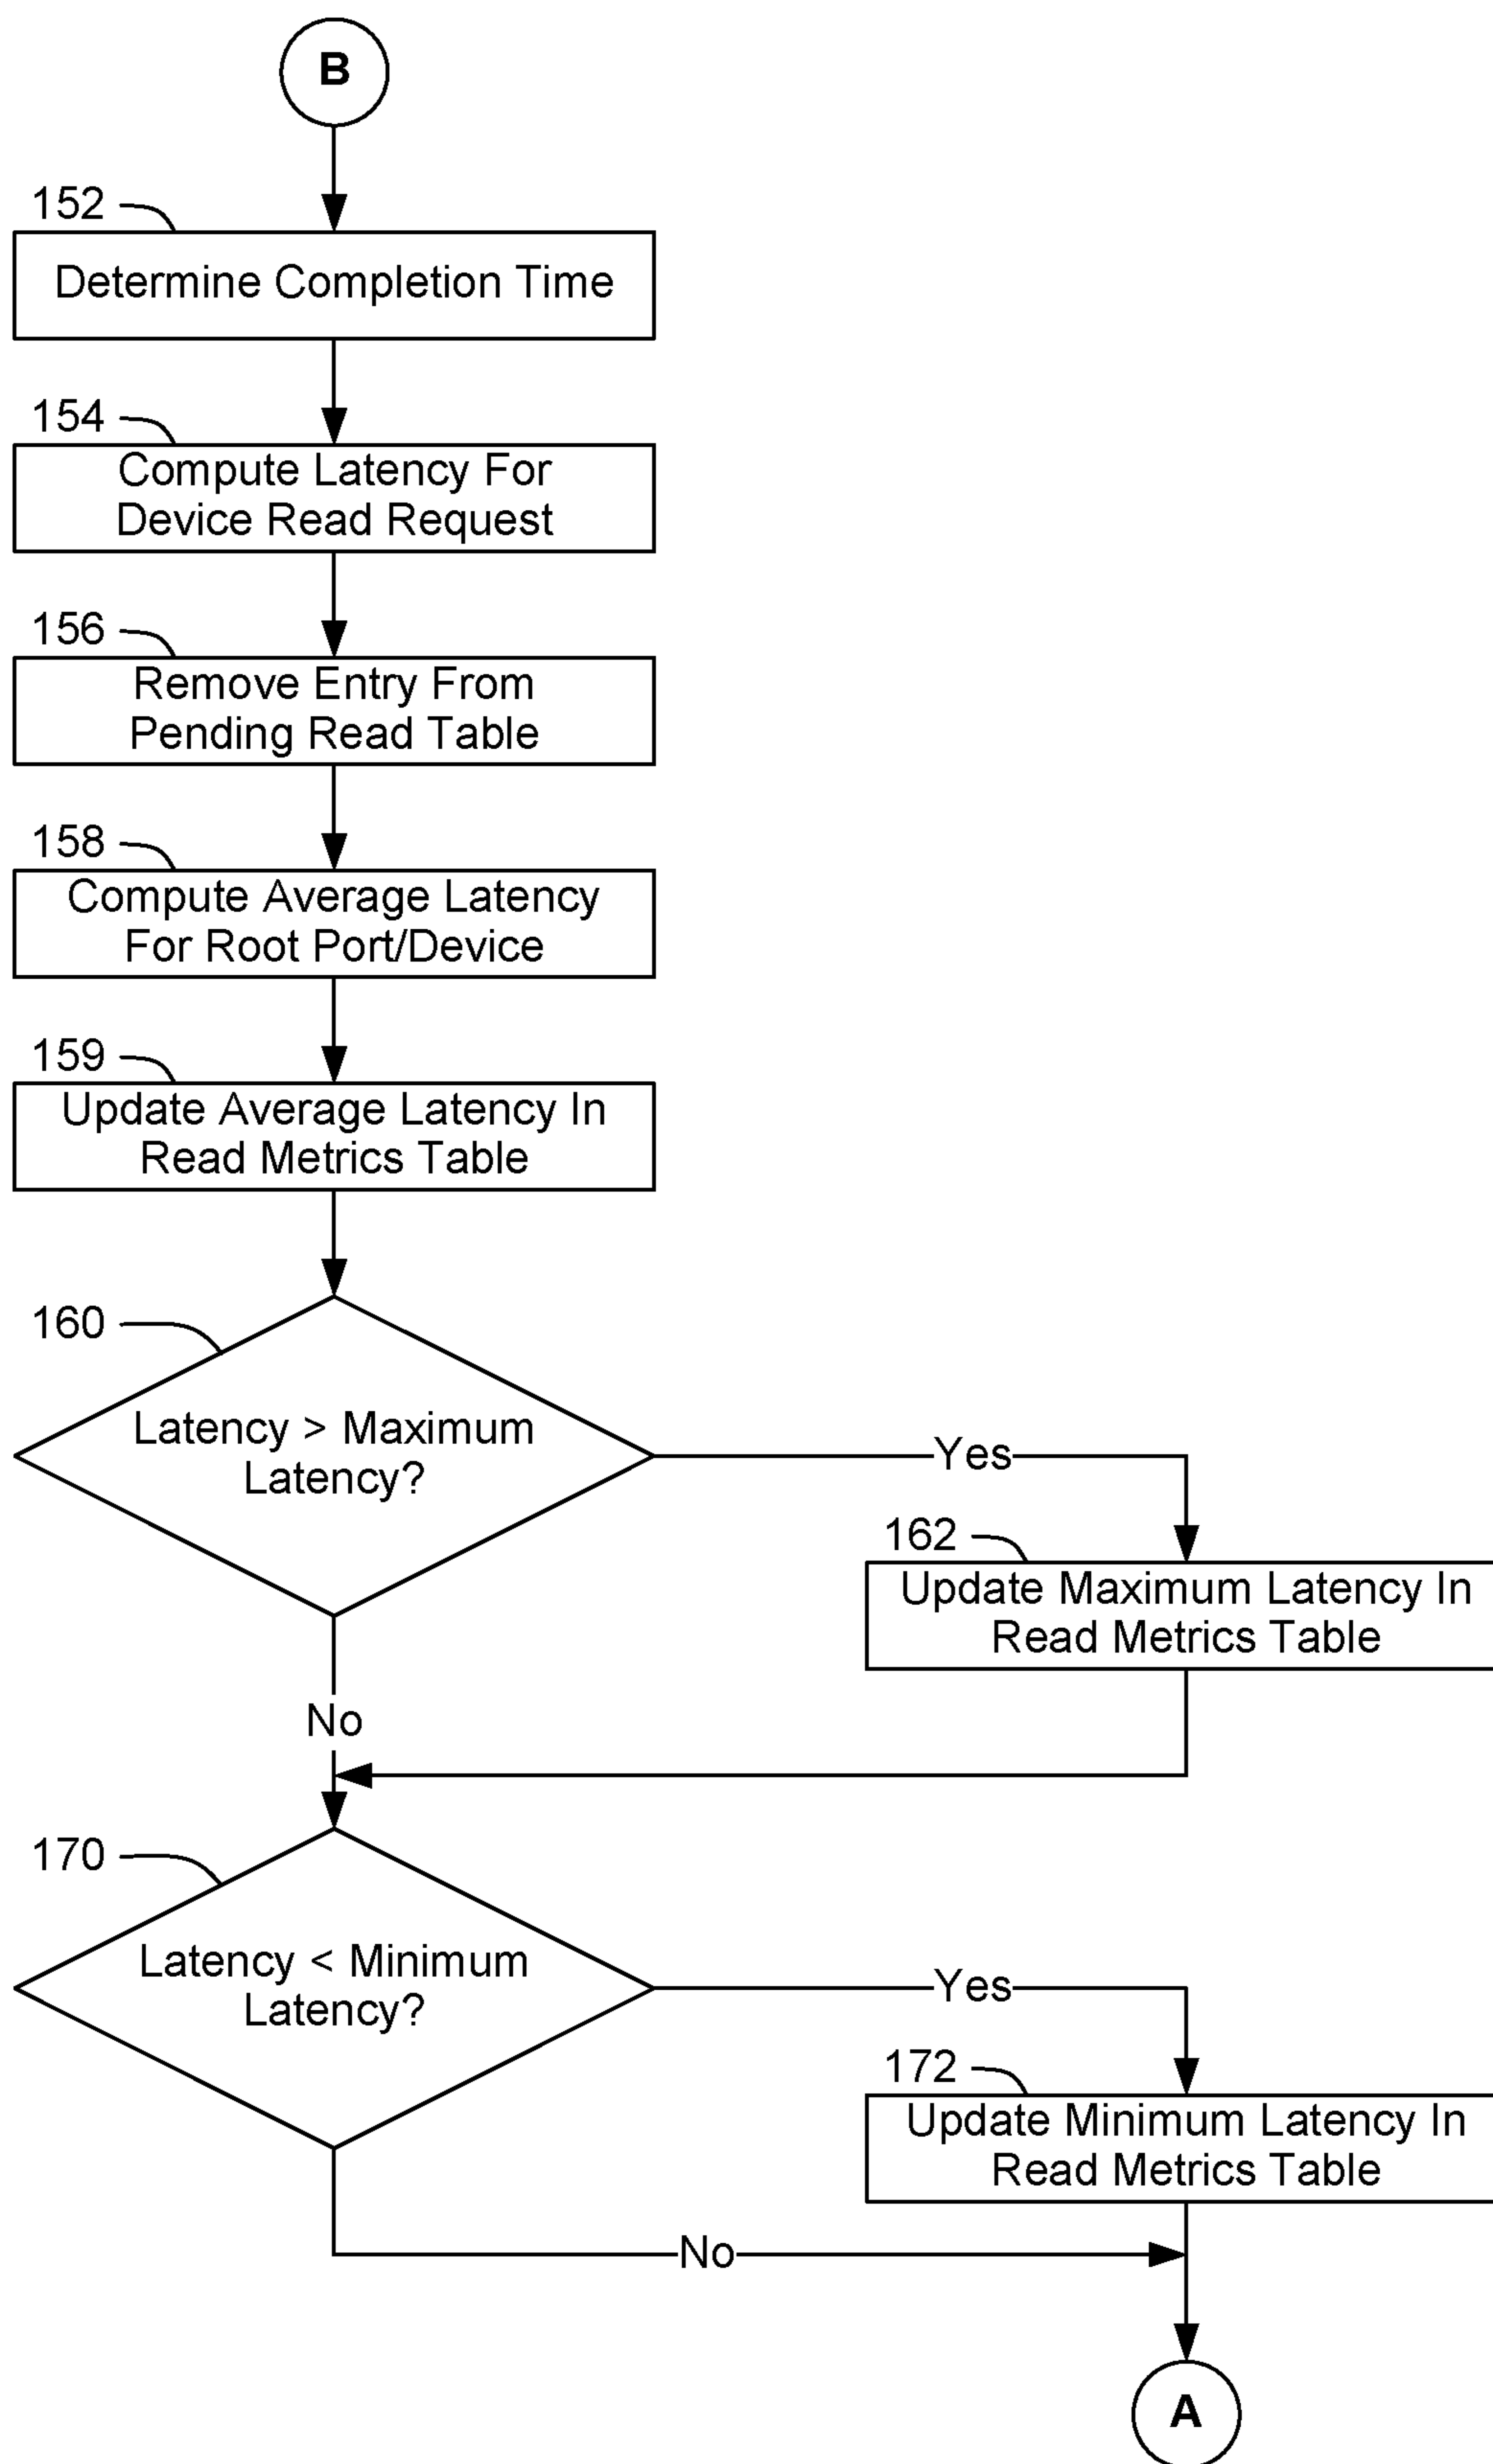 B
152
Determine Completion Time
154
Compute Latency For
Device Read Request
156
Remove Entry From
Pending Read Table
158
Compute Average Latency
For Root Port/Device
159
Update Average Latency In
Read Metrics Table
160
Latency > Maximum
Latency?
Yes
162
Update Maximum Latency In
Read Metrics Table
No
170
Latency < Minimum
Latency?
Yes
172
Update Minimum Latency In
Read Metrics Table
No
A